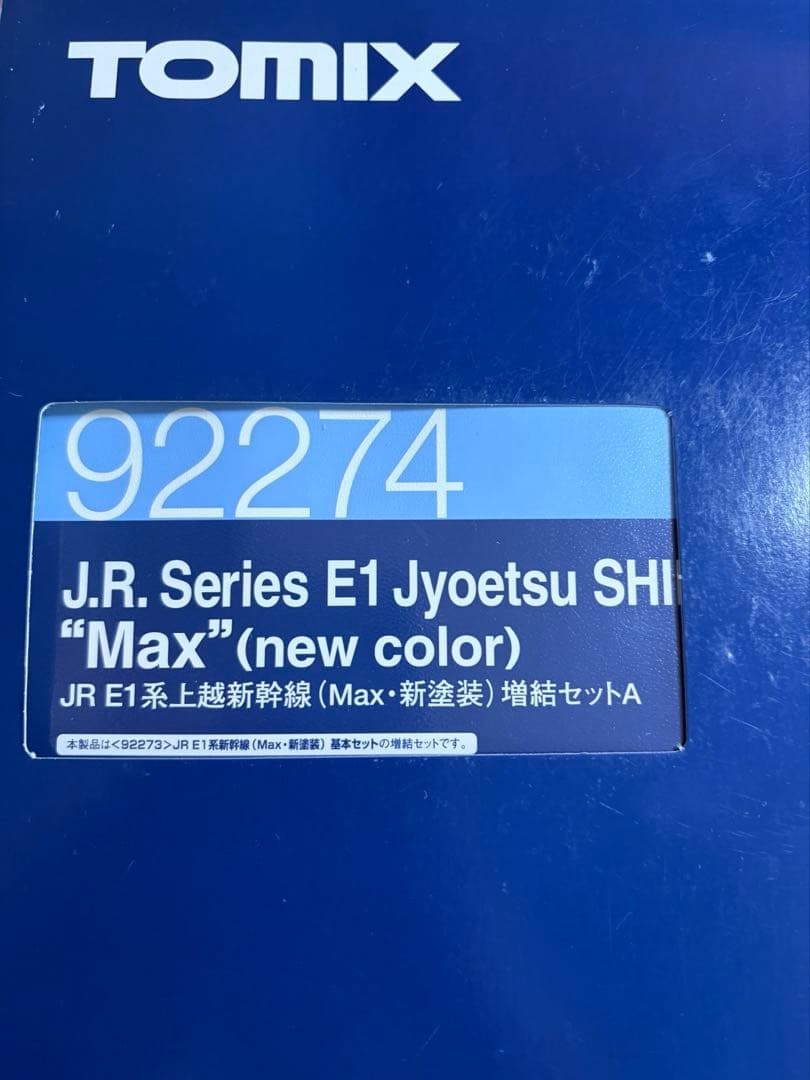 TOMIX
92274
J.R. Series E1 Jyoetsu SHI
“Max”(new color)
JR E1系上越新幹線(Max・新塗装)増結セットA
本製品は<92273>JR E1系新幹線(Max・新塗装) 基本セットの増結セットです。